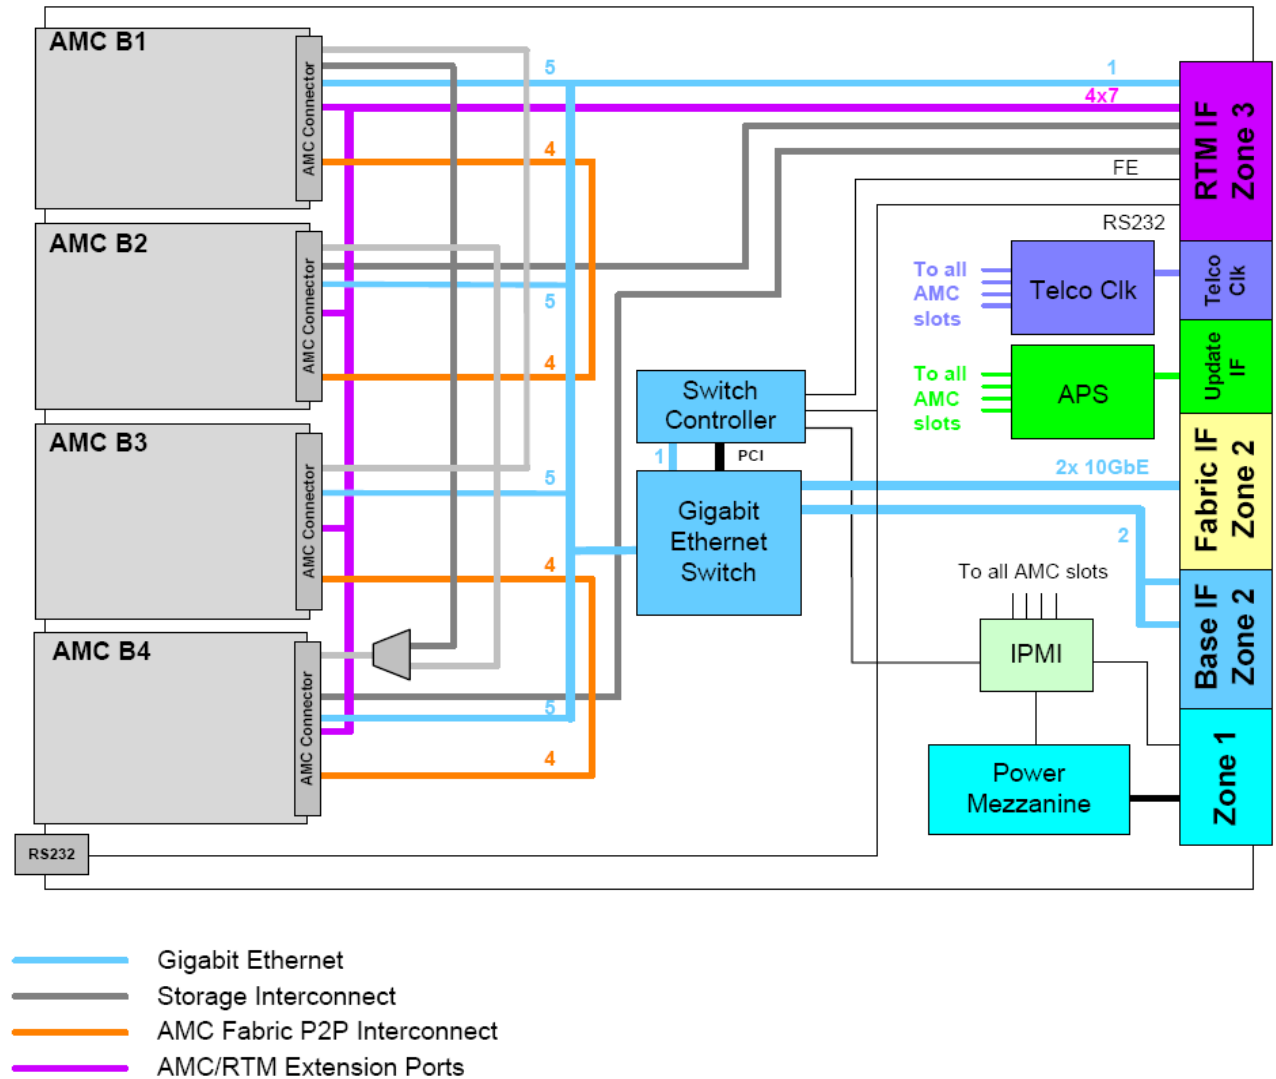 AMC B1
AMC Connector
5
1
4x7
4
RTM IF
Zone 3
FE
RS232
AMC B2
AMC Connector
5
4
To all
AMC
slots
Telco Clk
Telco
Clk
To all
AMC
slots
APS
Update
IF
Switch
Controller
1
PCI
AMC B3
AMC Connector
5
4
Gigabit
Ethernet
Switch
2x 10GbE
2
Fabric IF
Zone 2
To all AMC slots
IPMI
Base IF
Zone 2
AMC B4
AMC Connector
5
4
Power
Mezzanine
Zone 1
RS232
Gigabit Ethernet
Storage Interconnect
AMC Fabric P2P Interconnect
AMC/RTM Extension Ports